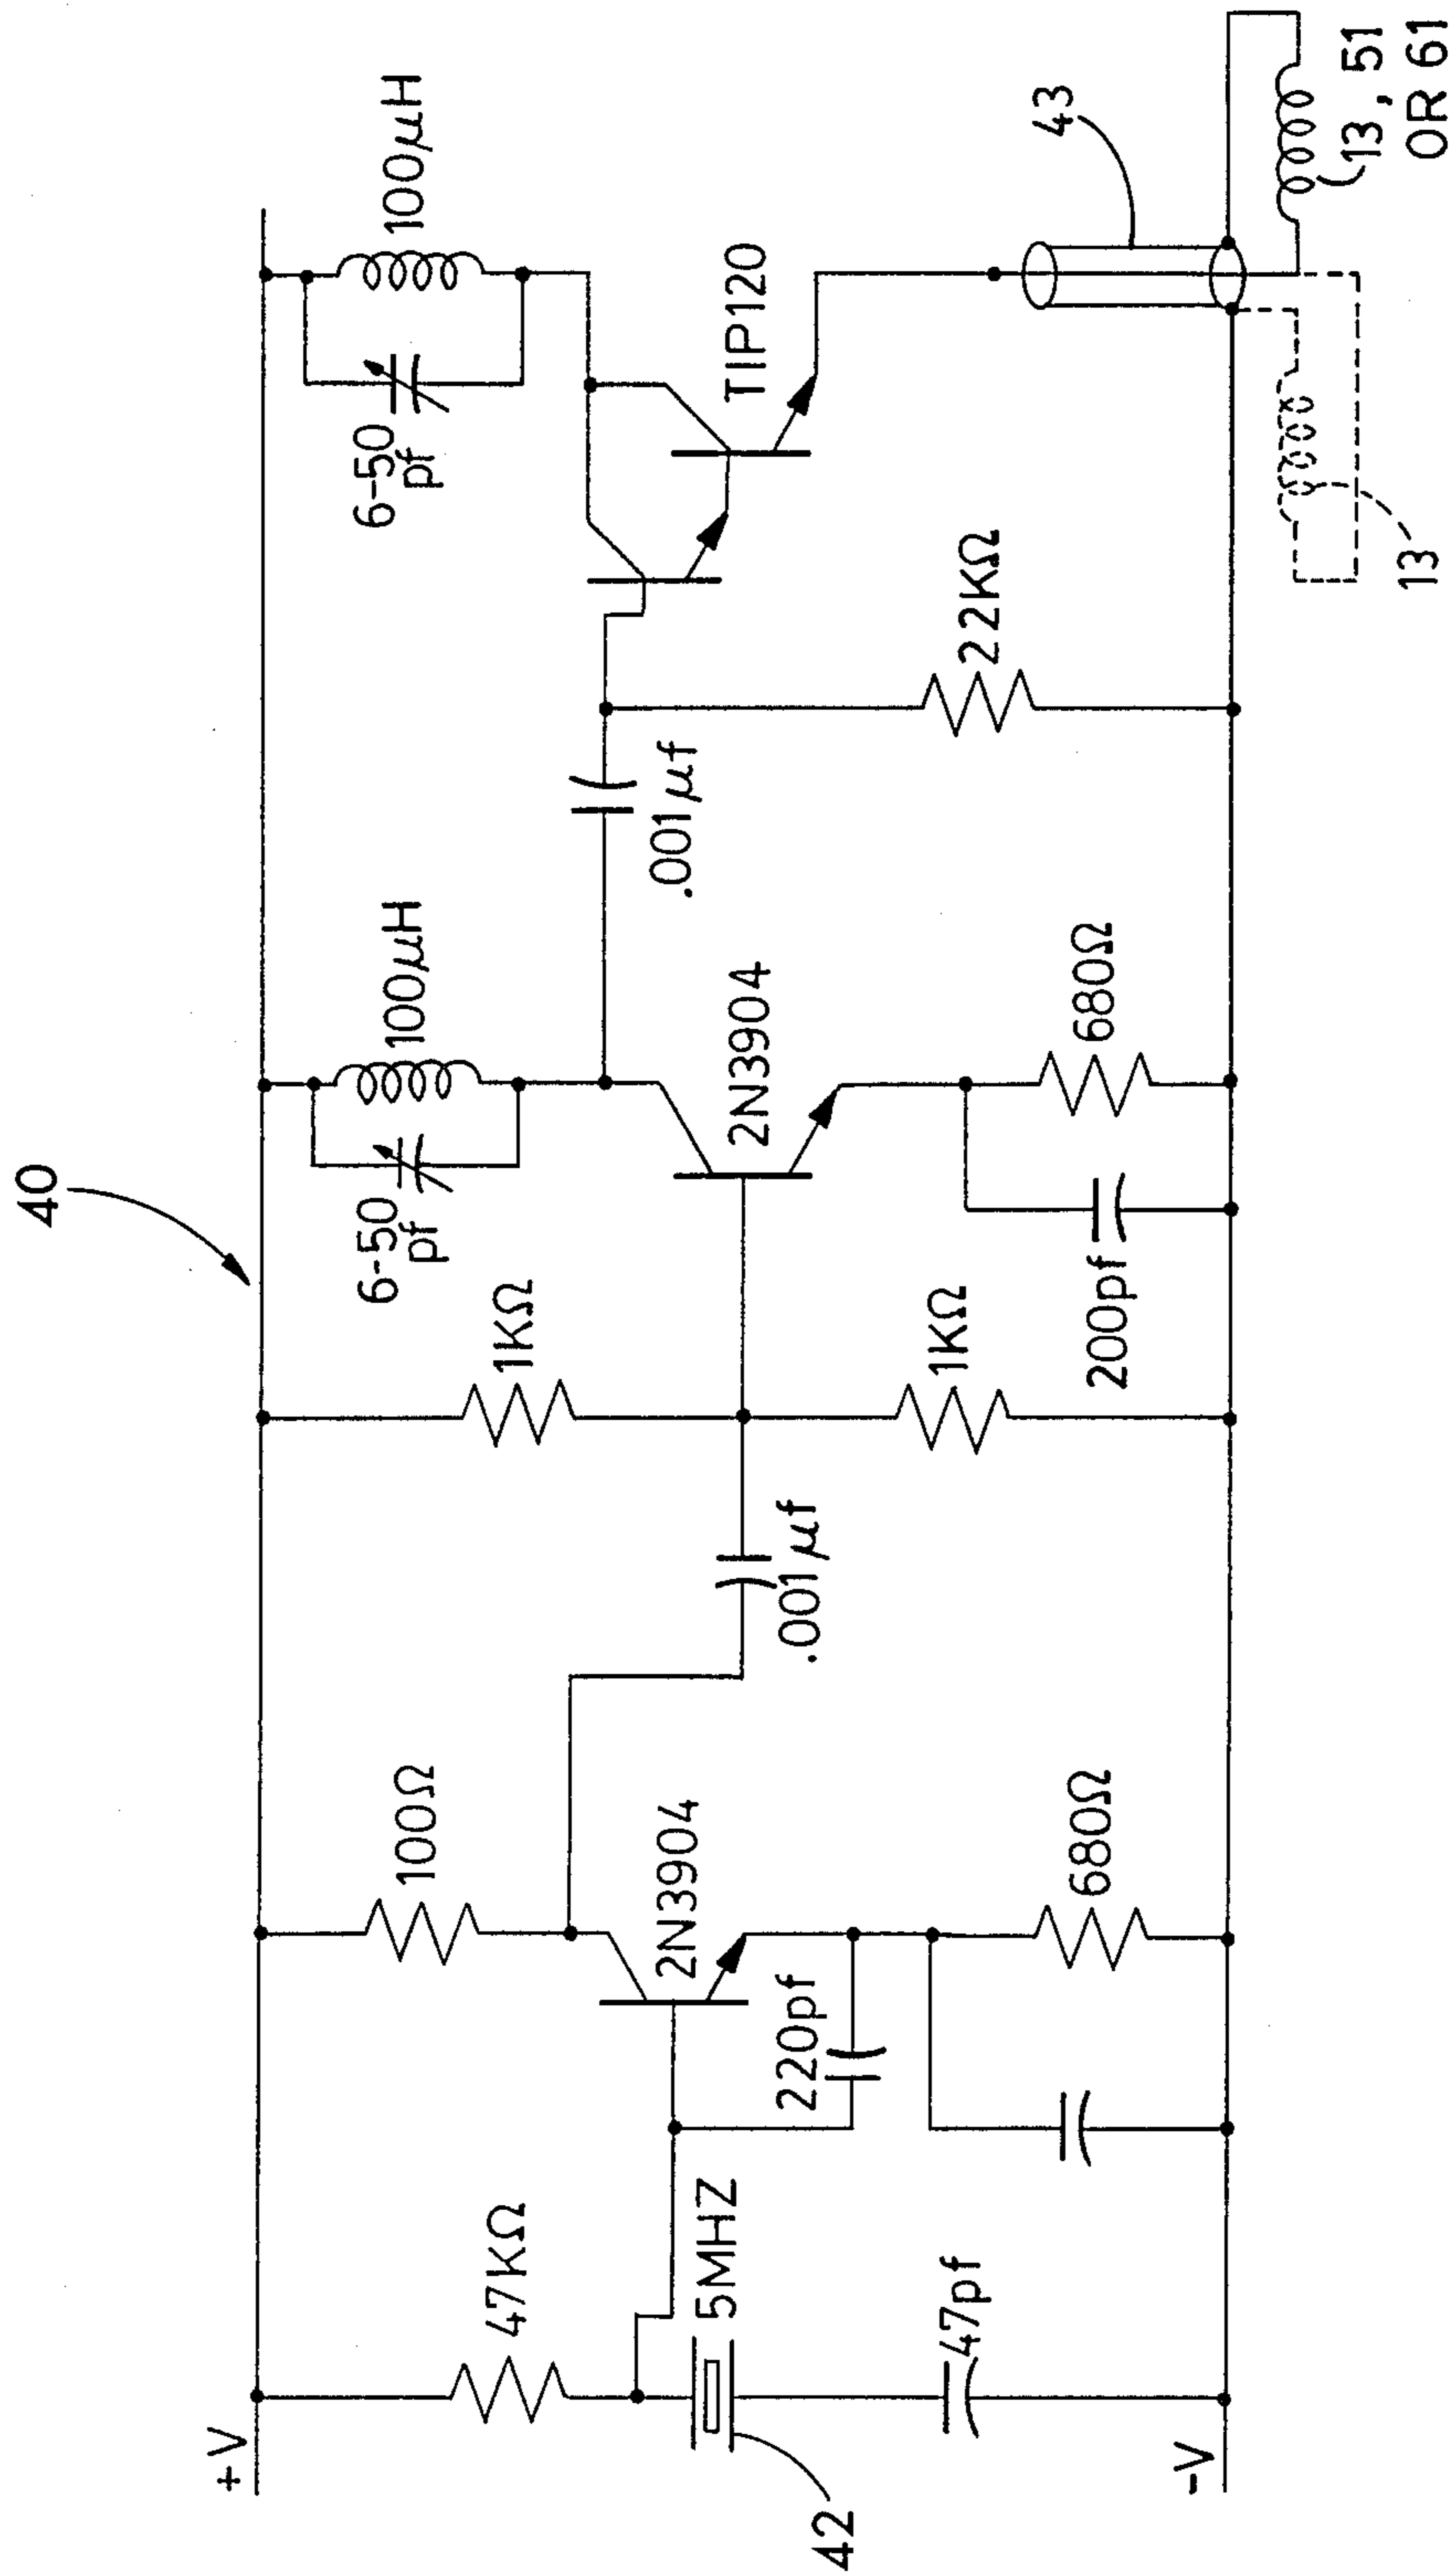 40
+V
-V
47KΩ
5MHZ
42
47pf
100Ω
2N3904
220pf
680Ω
.001µf
1KΩ
1KΩ
6-50
pf
100µH
2N3904
200pf
680Ω
.001µf
22KΩ
6-50
pf
100µH
TIP120
43
13
13, 51
OR 61